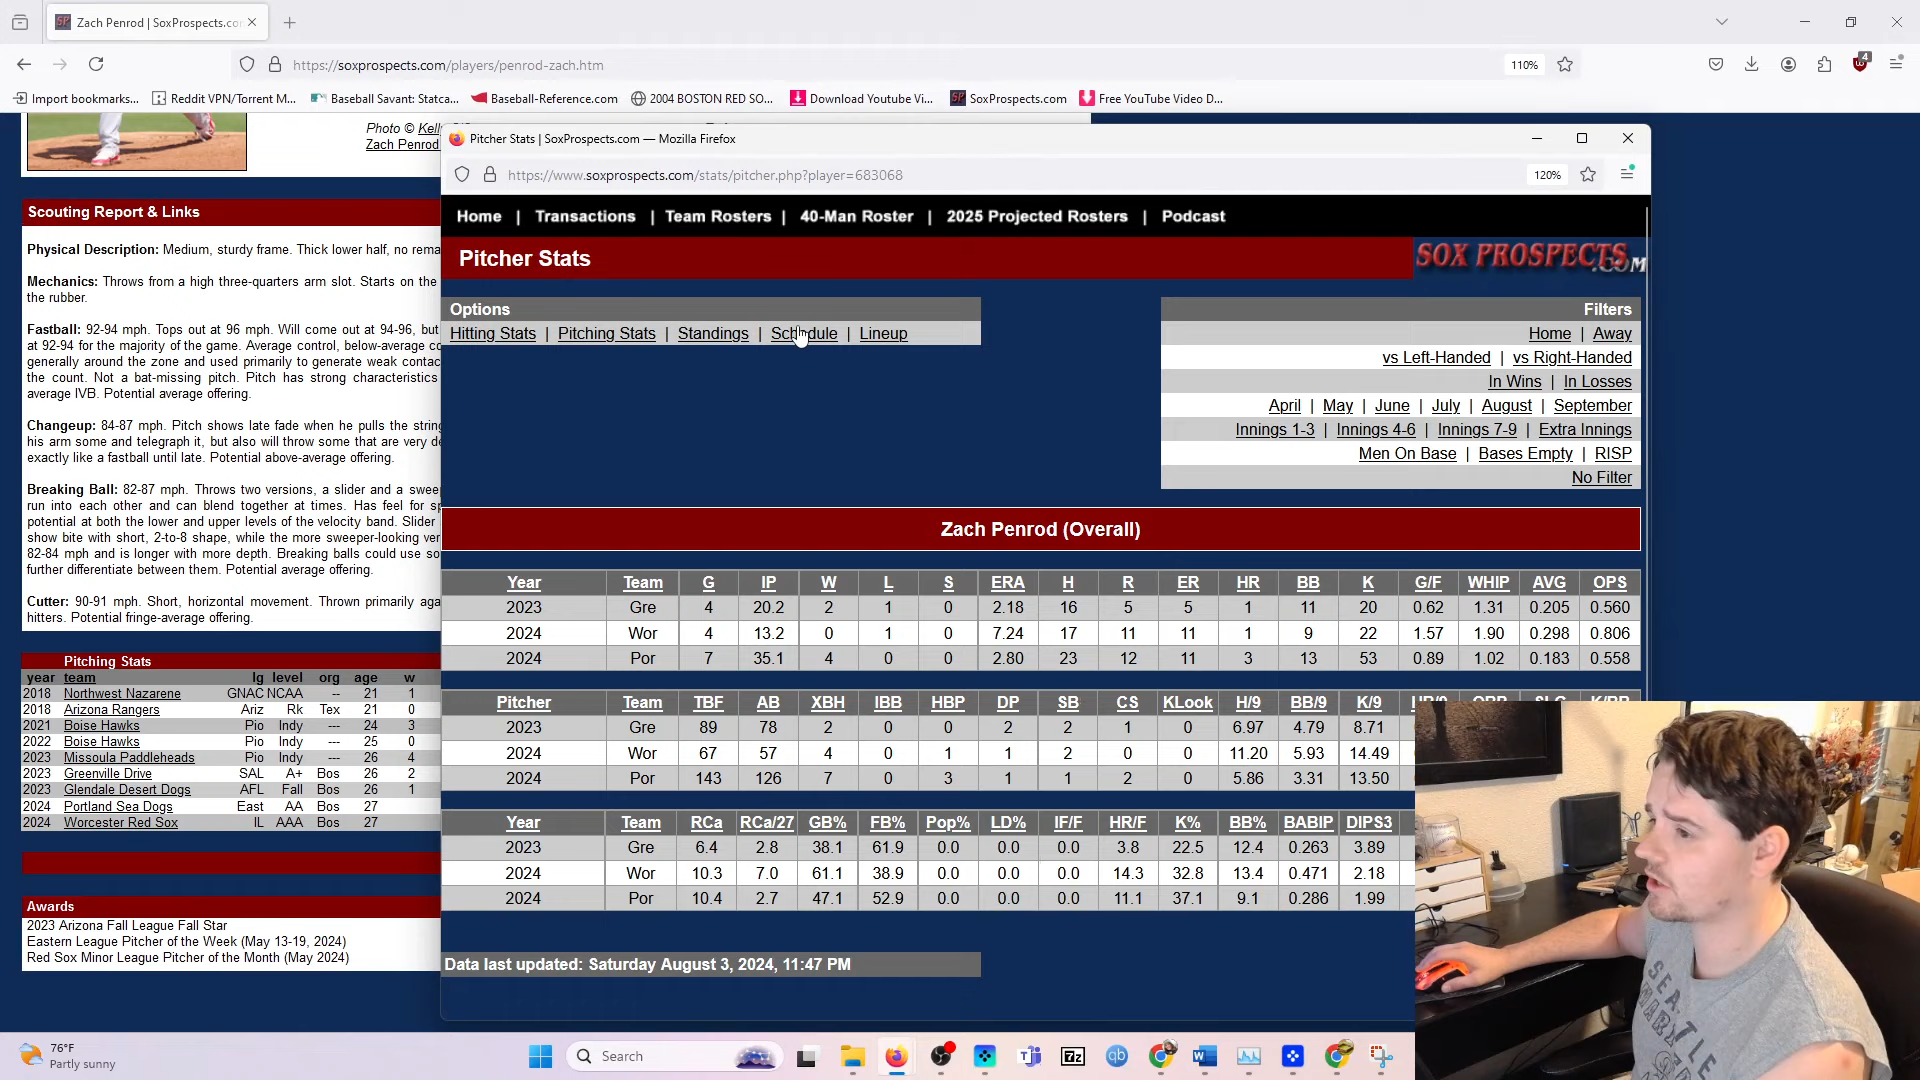 Zach Penrod | SoxProspects.co
https://soxprospects.com/players/penrod-zach.htm
110%
4
Import bookmarks...
Reddit VPN/Torrent M...
Baseball Savant: Statca...
Baseball-Reference.com
2004 BOSTON RED SO...
Download Youtube Vi...
SoxProspects.com
Free YouTube Video D...
Photo © Kelly
Zach Penrod
Scouting Report & Links
Physical Description: Medium, sturdy frame. Thick lower half, no rema
Mechanics: Throws from a high three-quarters arm slot. Starts on the
the rubber.
Fastball: 92-94 mph. Tops out at 96 mph. Will come out at 94-96, but
at 92-94 for the majority of the game. Average control, below-average co
generally around the zone and used primarily to generate weak contac
the count. Not a bat-missing pitch. Pitch has strong characteristics
average IVB. Potential average offering.
Changeup: 84-87 mph. Pitch shows late fade when he pulls the string
his arm some and telegraph it, but also will throw some that are very de
exactly like a fastball until late. Potential above-average offering.
Breaking Ball: 82-87 mph. Throws two versions, a slider and a swee
run into each other and can blend together at times. Has feel for sp
potential at both the lower and upper levels of the velocity band. Slider
show bite with short, 2-to-8 shape, while the more sweeper-looking ver
82-84 mph and is longer with more depth. Breaking balls could use so
further differentiate between them. Potential average offering.
Cutter: 90-91 mph. Short, horizontal movement. Thrown primarily aga
hitters. Potential fringe-average offering.
Pitching Stats
year team lg level org age w
2018 Northwest Nazarene GNAC NCAA -- 21 1
2018 Arizona Rangers Ariz Rk Tex 21 0
2021 Boise Hawks Pio Indy --- 24 3
2022 Boise Hawks Pio Indy --- 25 0
2023 Missoula Paddleheads Pio Indy --- 26 4
2023 Greenville Drive SAL A+ Bos 26 2
2023 Glendale Desert Dogs AFL Fall Bos 26 1
2024 Portland Sea Dogs East AA Bos 27
2024 Worcester Red Sox IL AAA Bos 27
Awards
2023 Arizona Fall League Fall Star
Eastern League Pitcher of the Week (May 13-19, 2024)
Red Sox Minor League Pitcher of the Month (May 2024)
Pitcher Stats | SoxProspects.com — Mozilla Firefox
https://www.soxprospects.com/stats/pitcher.php?player=683068
120%
Home | Transactions | Team Rosters | 40-Man Roster | 2025 Projected Rosters | Podcast
Pitcher Stats
SOX PROSPECTS.COM
Options
Hitting Stats | Pitching Stats | Standings | Schedule | Lineup
Filters
Home | Away
vs Left-Handed | vs Right-Handed
In Wins | In Losses
April | May | June | July | August | September
Innings 1-3 | Innings 4-6 | Innings 7-9 | Extra Innings
Men On Base | Bases Empty | RISP
No Filter
Zach Penrod (Overall)
Year Team G IP W L S ERA H R ER HR BB K G/F WHIP AVG OPS
2023 Gre 4 20.2 2 1 0 2.18 16 5 5 1 11 20 0.62 1.31 0.205 0.560
2024 Wor 4 13.2 0 1 0 7.24 17 11 11 1 9 22 1.57 1.90 0.298 0.806
2024 Por 7 35.1 4 0 0 2.80 23 12 11 3 13 53 0.89 1.02 0.183 0.558
Pitcher Team TBF AB XBH IBB HBP DP SB CS KLook H/9 BB/9 K/9
2023 Gre 89 78 2 0 0 2 2 1 0 6.97 4.79 8.71
2024 Wor 67 57 4 0 1 1 2 0 0 11.20 5.93 14.49
2024 Por 143 126 7 0 3 1 1 2 0 5.86 3.31 13.50
Year Team RCa RCa/27 GB% FB% Pop% LD% IF/F HR/F K% BB% BABIP DIPS3
2023 Gre 6.4 2.8 38.1 61.9 0.0 0.0 0.0 3.8 22.5 12.4 0.263 3.89
2024 Wor 10.3 7.0 61.1 38.9 0.0 0.0 0.0 14.3 32.8 13.4 0.471 2.18
2024 Por 10.4 2.7 47.1 52.9 0.0 0.0 0.0 11.1 37.1 9.1 0.286 1.99
Data last updated: Saturday August 3, 2024, 11:47 PM
76°F
Partly sunny
Search
7z
qb